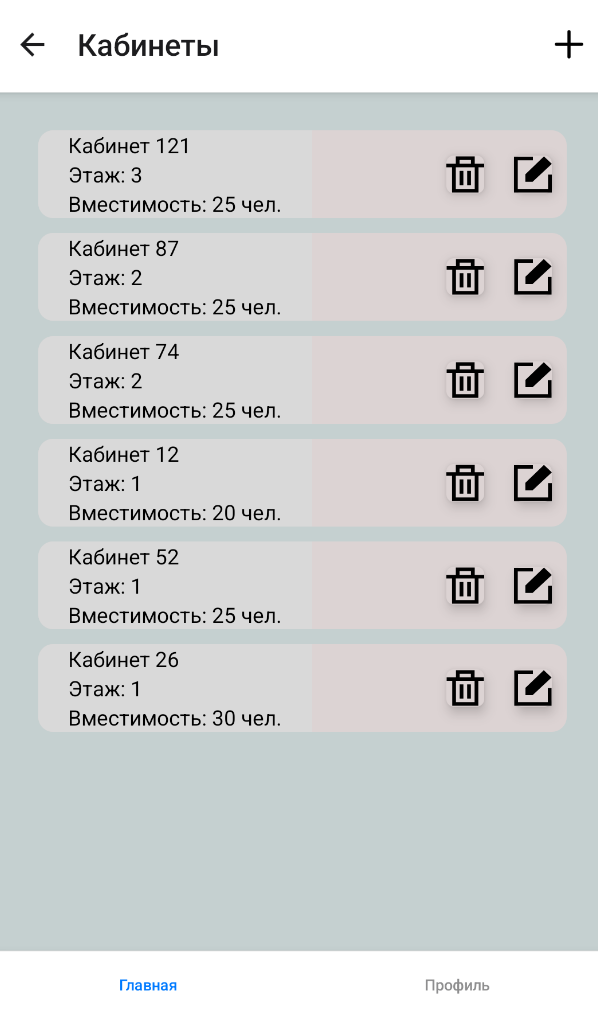 Кабинеты
Кабинет 121
Этаж: 3
Вместимость: 25 чел.
Кабинет 87
Этаж: 2
Вместимость: 25 чел.
Кабинет 74
Этаж: 2
Вместимость: 25 чел.
Кабинет 12
Этаж: 1
Вместимость: 20 чел.
Кабинет 52
Этаж: 1
Вместимость: 25 чел.
Кабинет 26
Этаж: 1
Вместимость: 30 чел.
Главная
Профиль